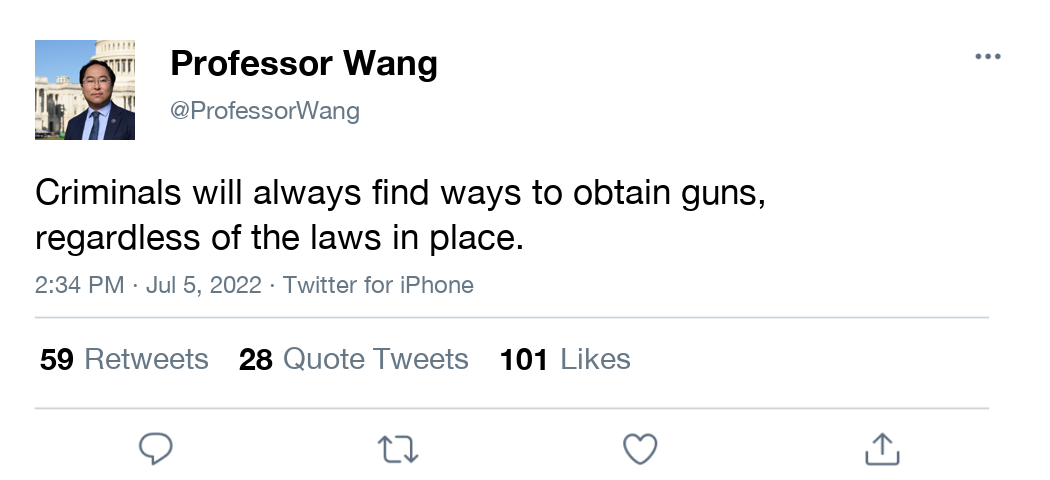 Professor Wang
@ProfessorWang
Criminals will always find ways to obtain guns,
regardless of the laws in place.
2:34 PM · Jul 5, 2022 · Twitter for iPhone
59 Retweets 28 Quote Tweets 101 Likes